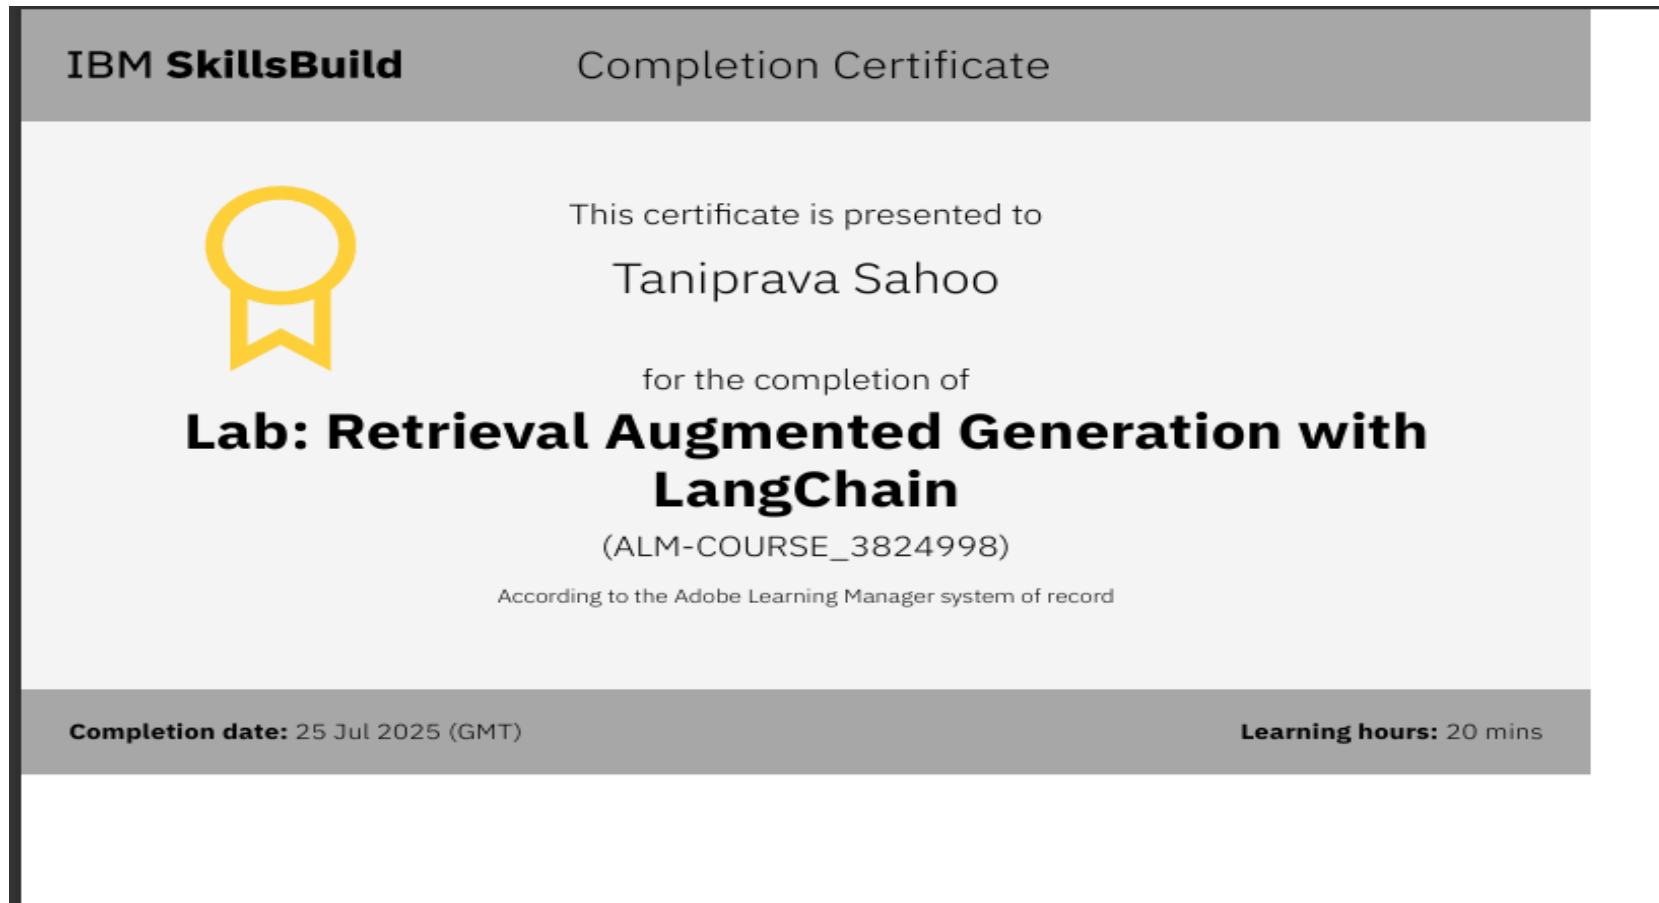 IBM SkillsBuild
Completion Certificate
This certificate is presented to
Taniprava Sahoo
for the completion of
Lab: Retrieval Augmented Generation with
LangChain
(ALM-COURSE_3824998)
According to the Adobe Learning Manager system of record
Completion date: 25 Jul 2025 (GMT)
Learning hours: 20 mins